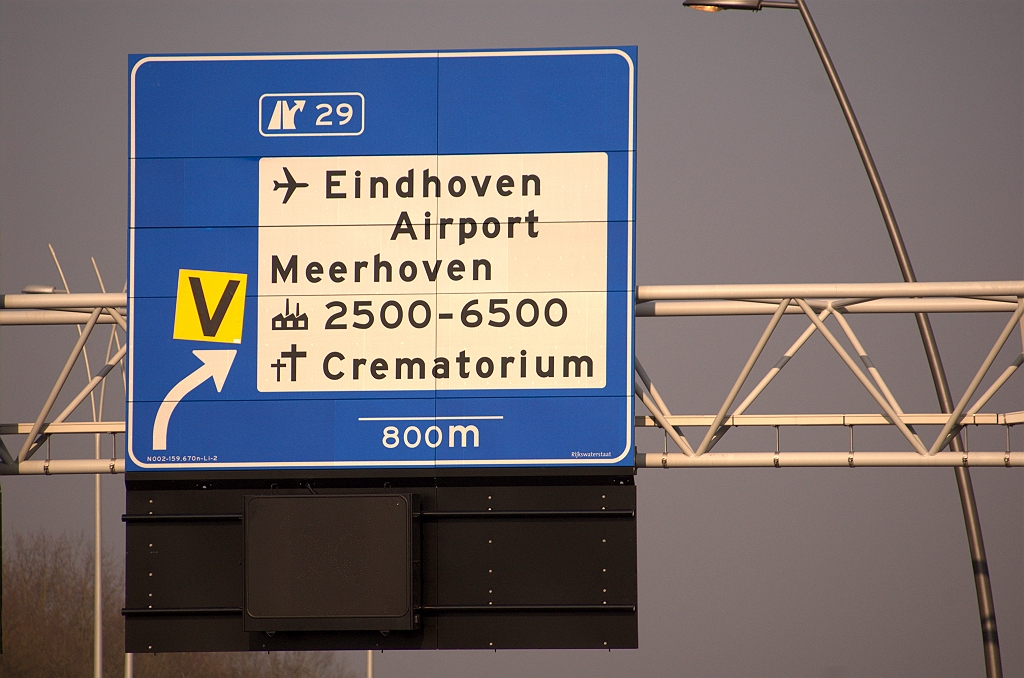 29
Eindhoven
Airport
Meerhoven
2500-6500
Crematorium
V
800m
N002-159.670n-Li-2
Rijkswaterstaat